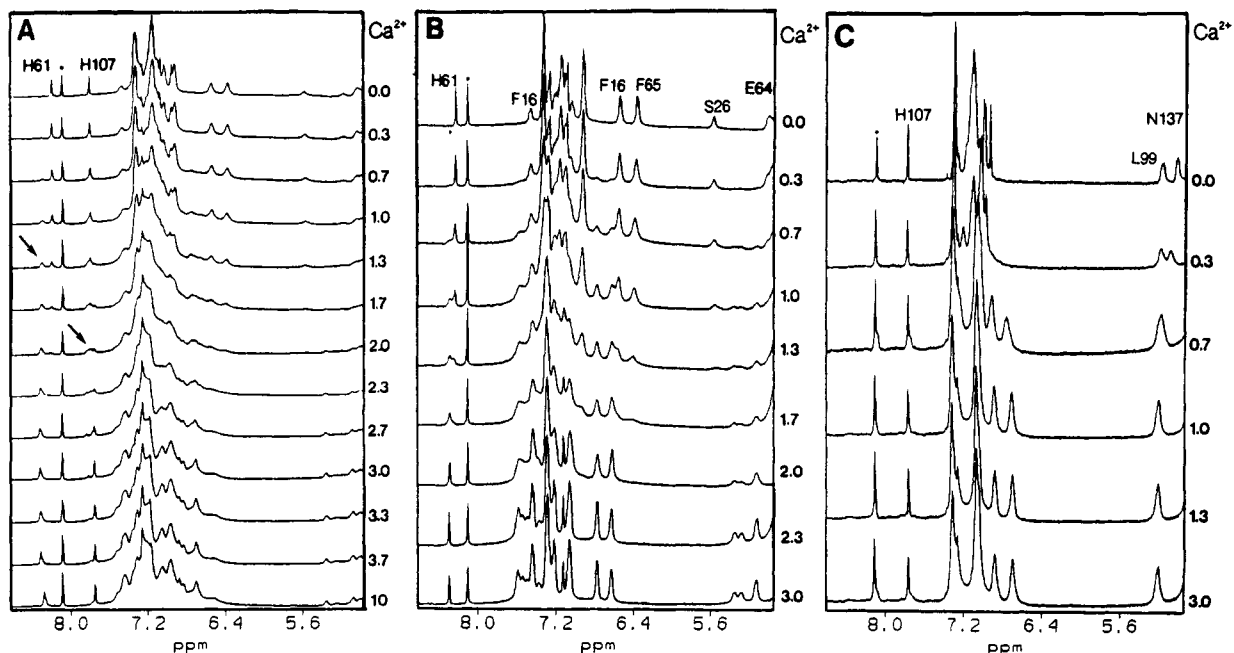 A
Ca²⁺
H61
H107
0.0
0.3
0.7
1.0
1.3
1.7
2.0
2.3
2.7
3.0
3.3
3.7
10
8.0 7.2 6.4 5.6
PPm
B
Ca²⁺
H61
F16
F16
F65
S26
E64
0.0
0.3
0.7
1.0
1.3
1.7
2.0
2.3
3.0
8.0 7.2 6.4 5.6
PPm
C
Ca²⁺
H107
N137
L99
0.0
0.3
0.7
1.0
1.3
3.0
8.0 7.2 6.4 5.6
PPm